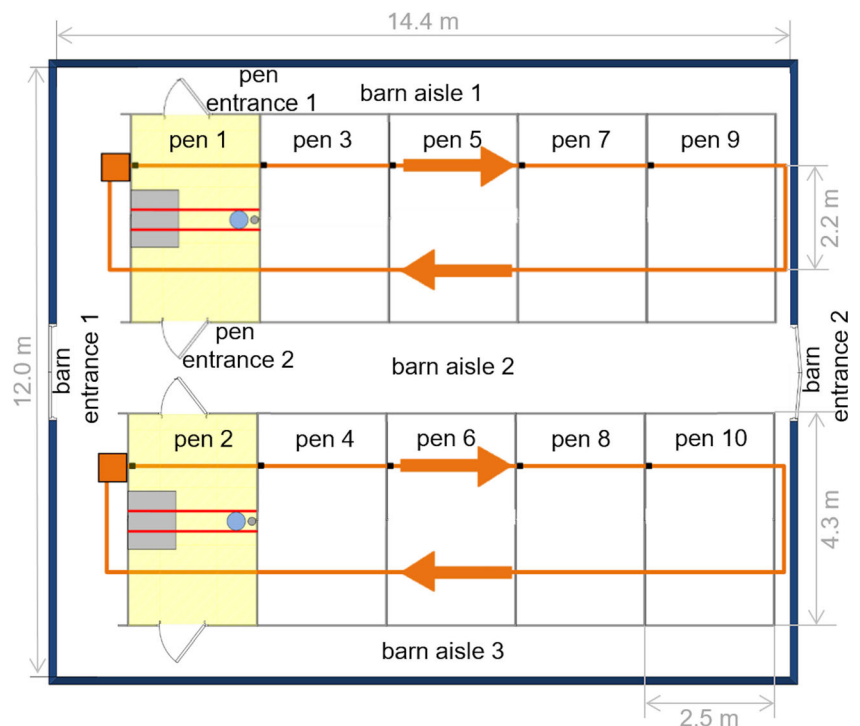 14.4 m
pen
entrance 1
barn aisle 1
pen 1
pen 3
pen 5
pen 7
pen 9
2.2 m
12.0 m
barn
entrance 1
pen
entrance 2
barn aisle 2
barn
entrance 2
pen 2
pen 4
pen 6
pen 8
pen 10
4.3 m
barn aisle 3
2.5 m